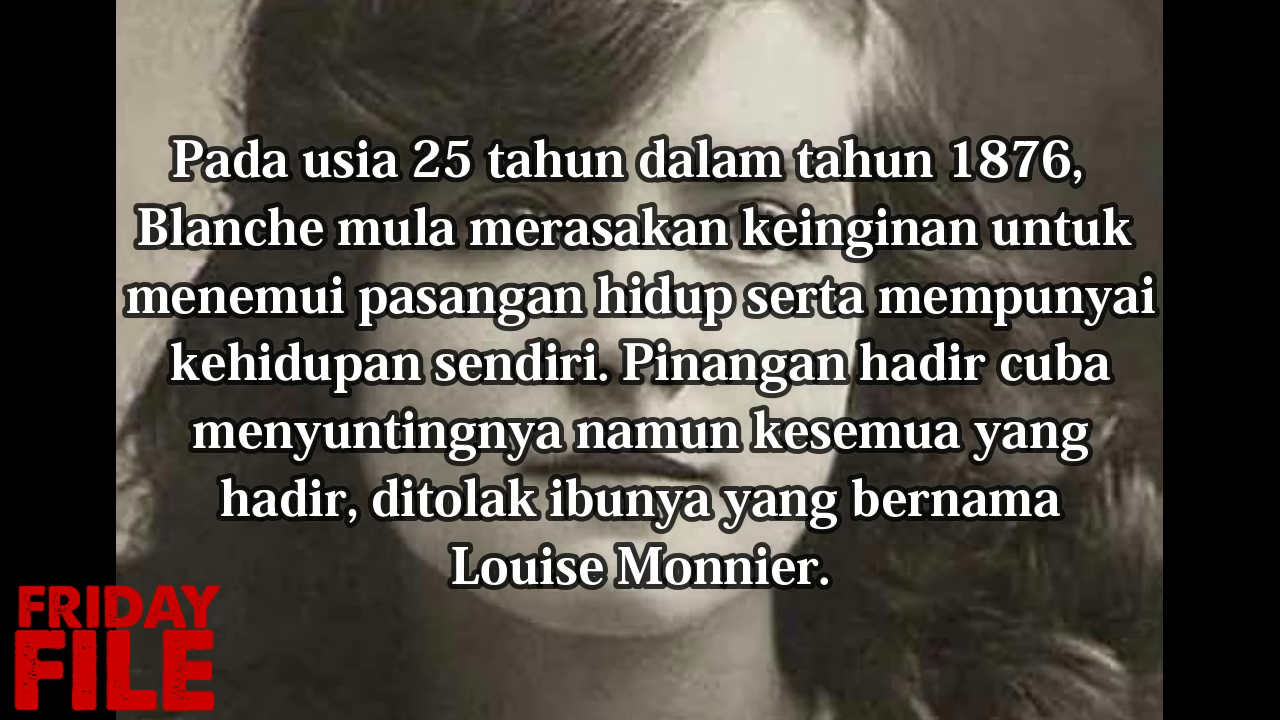 Pada usia 25 tahun dalam tahun 1876,
Blanche mula merasakan keinginan untuk
menemui pasangan hidup serta mempunyai
kehidupan sendiri. Pinangan hadir cuba
menyuntingnya namun kesemua yang
hadir, ditolak ibunya yang bernama
Louise Monnier.
FRIDAY
FILE